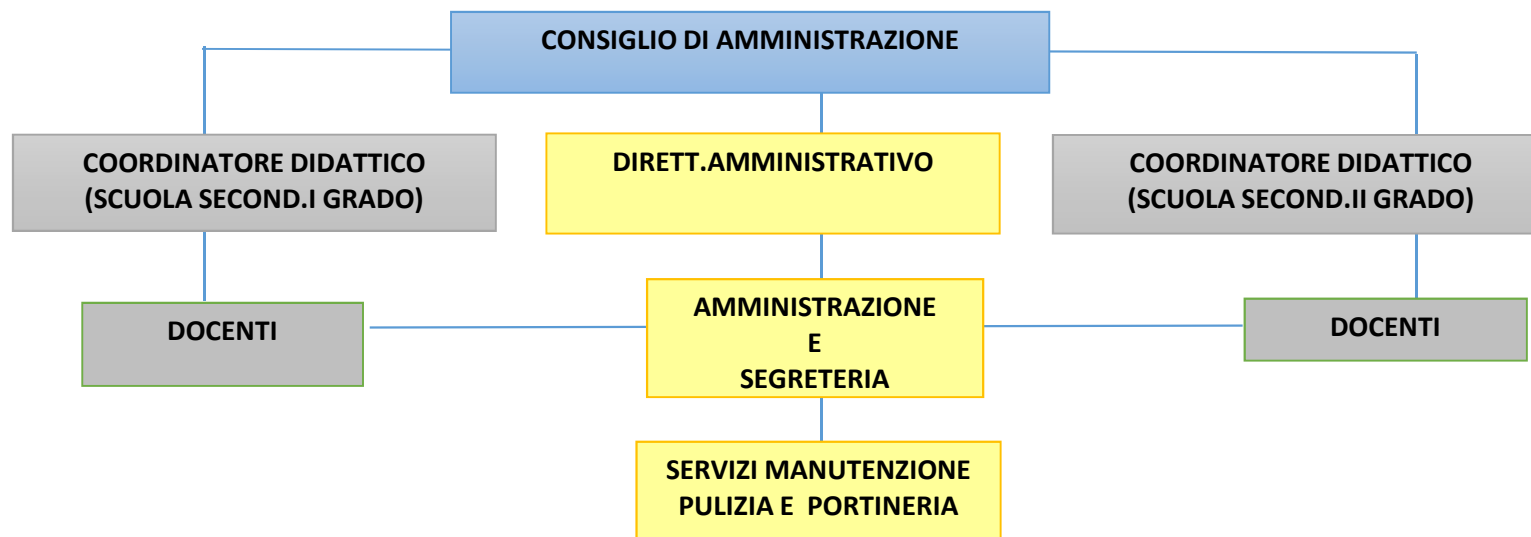 CONSIGLIO DI AMMINISTRAZIONE
COORDINATORE DIDATTICO
(SCUOLA SECOND.I GRADO)
DIRETT.AMMINISTRATIVO
COORDINATORE DIDATTICO
(SCUOLA SECOND.II GRADO)
DOCENTI
AMMINISTRAZIONE
E
SEGRETERIA
DOCENTI
SERVIZI MANUTENZIONE
PULIZIA E PORTINERIA